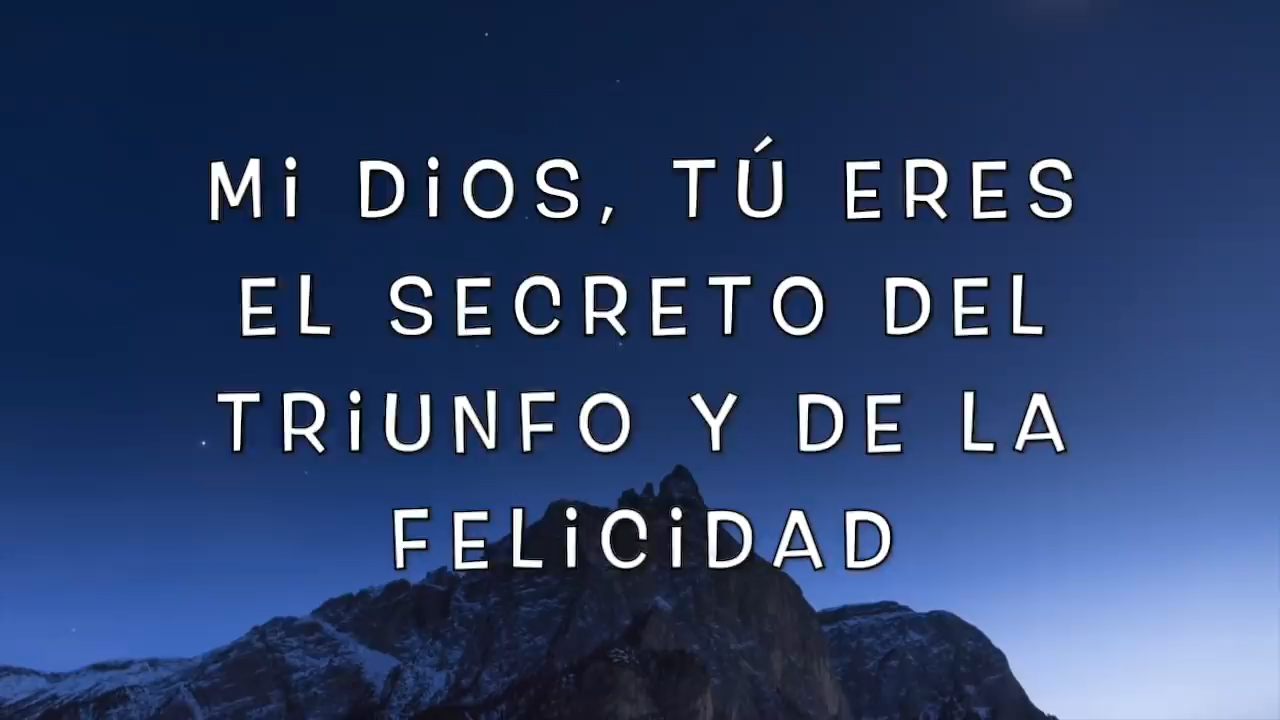 Mi DiOS, TÚ ERES
EL SECRETO DEL
TRiUNFO Y DE LA
FELiCiDAD